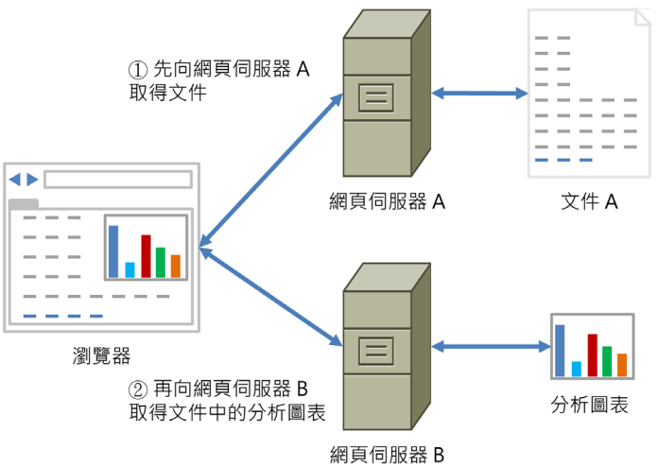 ① 先向網頁伺服器 A
取得文件
網頁伺服器 A
文件 A
瀏覽器
② 再向網頁伺服器 B
取得文件中的分析圖表
分析圖表
網頁伺服器 B